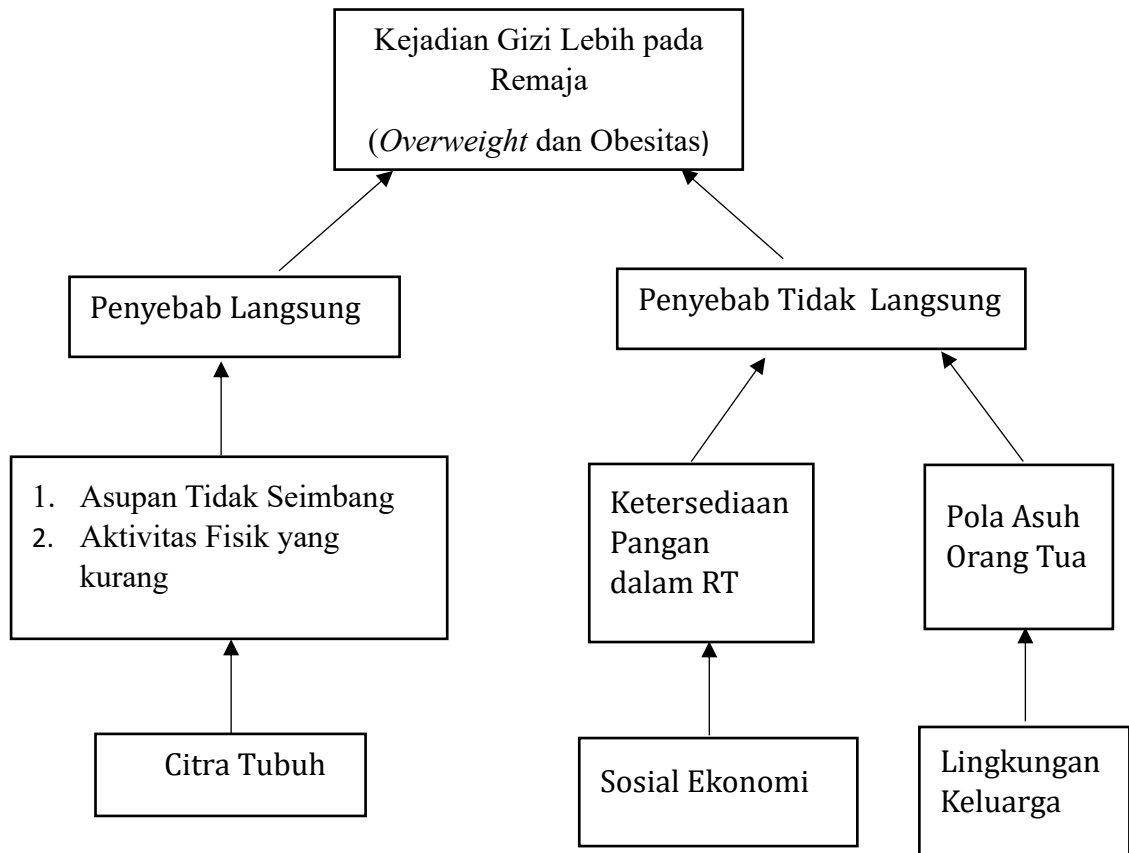 Kejadian Gizi Lebih pada
Remaja
(Overweight dan Obesitas)
Penyebab Langsung
Penyebab Tidak Langsung
1. Asupan Tidak Seimbang
2. Aktivitas Fisik yang
kurang
Ketersediaan
Pangan
dalam RT
Pola Asuh
Orang Tua
Citra Tubuh
Sosial Ekonomi
Lingkungan
Keluarga